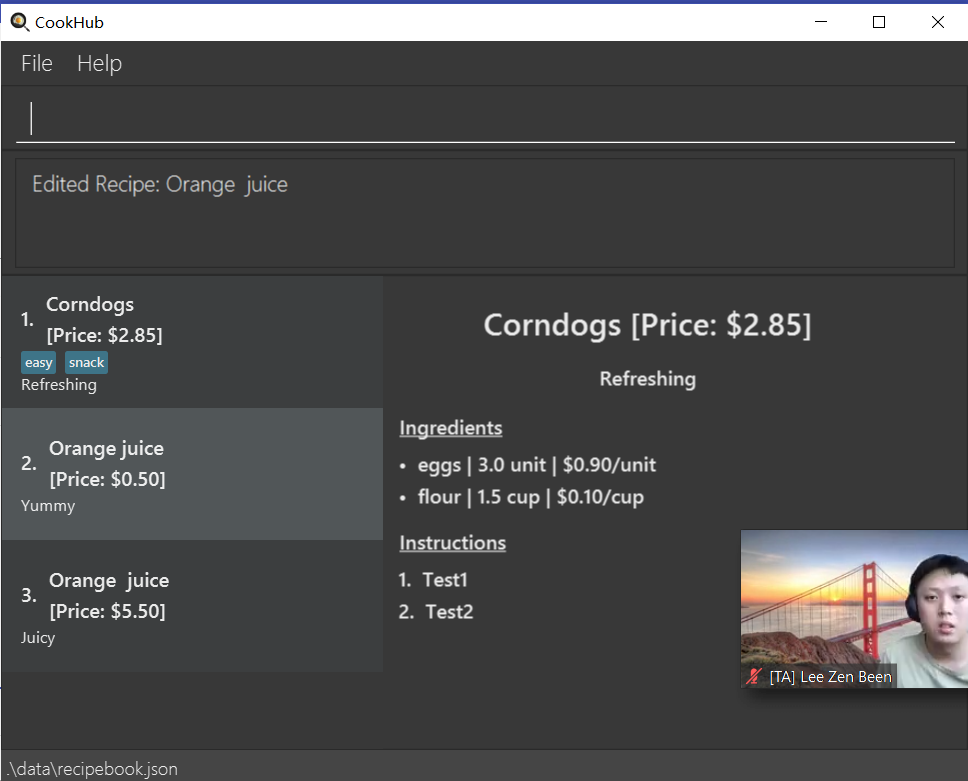 CookHub
File Help
Edited Recipe: Orange  juice
1. Corndogs
[Price: $2.85]
easy snack
Refreshing
2. Orange juice
[Price: $0.50]
Yummy
3. Orange  juice
[Price: $5.50]
Juicy
Corndogs [Price: $2.85]
Refreshing
Ingredients
• eggs | 3.0 unit | $0.90/unit
• flour | 1.5 cup | $0.10/cup
Instructions
1. Test1
2. Test2
[TA] Lee Zen Been
.\data\recipebook.json